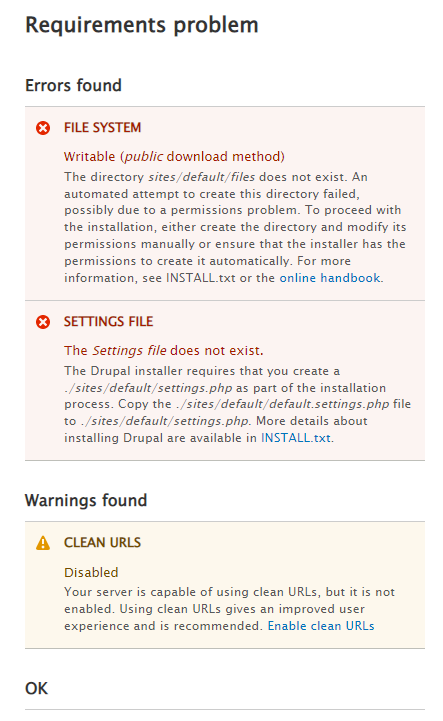 Requirements problem
Errors found
FILE SYSTEM
Writable (public download method)
The directory sites/default/files does not exist. An
automated attempt to create this directory failed,
possibly due to a permissions problem. To proceed with
the installation, either create the directory and modify its
permissions manually or ensure that the installer has the
permissions to create it automatically. For more
information, see INSTALL.txt or the online handbook.
SETTINGS FILE
The Settings file does not exist.
The Drupal installer requires that you create a
./sites/default/settings.php as part of the installation
process. Copy the ./sites/default/default.settings.php file
to ./sites/default/settings.php. More details about
installing Drupal are available in INSTALL.txt.
Warnings found
CLEAN URLS
Disabled
Your server is capable of using clean URLs, but it is not
enabled. Using clean URLs gives an improved user
experience and is recommended. Enable clean URLs
OK